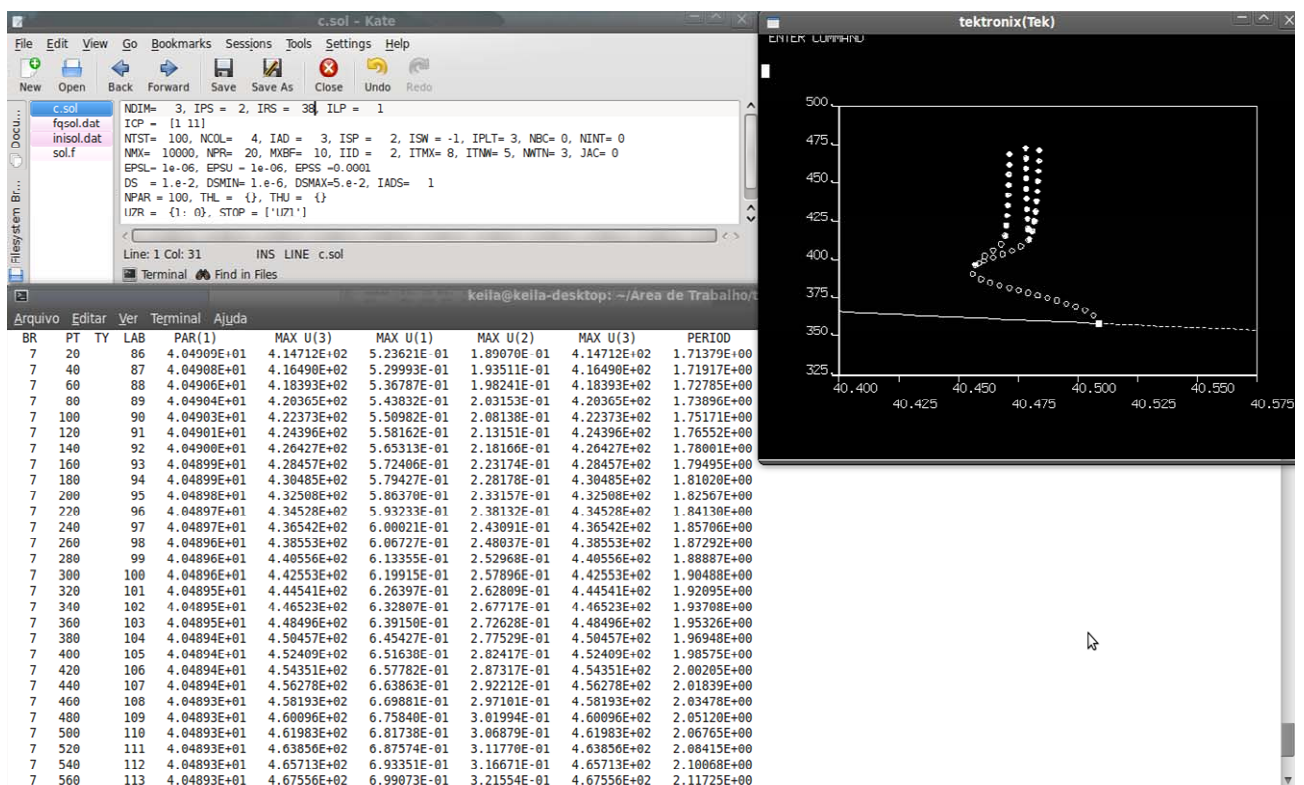 c.sol – Kate
File Edit View Go Bookmarks Sessions Tools Settings Help
New Open Back Forward Save Save As Close Undo Redo
Docu...
Filesystem Br...
c.sol
fqsol.dat
inisol.dat
sol.f
NDIM= 3, IPS = 2, IRS = 38, ILP = 1
ICP = [1 11]
NTST= 100, NCOL= 4, IAD = 3, ISP = 2, ISW = -1, IPLT= 3, NBC= 0, NINT= 0
NMX= 10000, NPR= 20, MXBF= 10, IID = 2, ITMX= 8, ITNW= 5, NWTN= 3, JAC= 0
EPSL= 1e-06, EPSU = 1e-06, EPSS =0.0001
DS = 1.e-2, DSMIN= 1.e-6, DSMAX=5.e-2, IADS= 1
NPAR = 100, THL = {}, THU = {}
UZR = {1: 0}, STOP = ['UZ1']
Line: 1 Col: 31 INS LINE c.sol
Terminal Find in Files
tektronix(Tek)
ENTER COMMAND
500
475
450
425
400
375
350
325
40.400 40.450 40.500 40.550
40.425 40.475 40.525 40.575
keila@keila-desktop: ~/Área de Trabalho/t
Arquivo Editar Ver Terminal Ajuda
BR PT TY LAB PAR(1) MAX U(3) MAX U(1) MAX U(2) MAX U(3) PERIOD
7 20 86 4.04909E+01 4.14712E+02 5.23621E-01 1.89070E-01 4.14712E+02 1.71379E+00
7 40 87 4.04908E+01 4.16490E+02 5.29993E-01 1.93511E-01 4.16490E+02 1.71917E+00
7 60 88 4.04906E+01 4.18393E+02 5.36787E-01 1.98241E-01 4.18393E+02 1.72785E+00
7 80 89 4.04904E+01 4.20365E+02 5.43832E-01 2.03153E-01 4.20365E+02 1.73896E+00
7 100 90 4.04903E+01 4.22373E+02 5.50982E-01 2.08138E-01 4.22373E+02 1.75171E+00
7 120 91 4.04901E+01 4.24396E+02 5.58162E-01 2.13151E-01 4.24396E+02 1.76552E+00
7 140 92 4.04900E+01 4.26427E+02 5.65313E-01 2.18166E-01 4.26427E+02 1.78001E+00
7 160 93 4.04899E+01 4.28457E+02 5.72406E-01 2.23174E-01 4.28457E+02 1.79495E+00
7 180 94 4.04899E+01 4.30485E+02 5.79427E-01 2.28178E-01 4.30485E+02 1.81020E+00
7 200 95 4.04898E+01 4.32508E+02 5.86370E-01 2.33157E-01 4.32508E+02 1.82567E+00
7 220 96 4.04897E+01 4.34528E+02 5.93233E-01 2.38132E-01 4.34528E+02 1.84130E+00
7 240 97 4.04897E+01 4.36542E+02 6.00021E-01 2.43091E-01 4.36542E+02 1.85706E+00
7 260 98 4.04896E+01 4.38553E+02 6.06727E-01 2.48037E-01 4.38553E+02 1.87292E+00
7 280 99 4.04896E+01 4.40556E+02 6.13355E-01 2.52968E-01 4.40556E+02 1.88887E+00
7 300 100 4.04896E+01 4.42553E+02 6.19915E-01 2.57896E-01 4.42553E+02 1.90488E+00
7 320 101 4.04895E+01 4.44541E+02 6.26397E-01 2.62809E-01 4.44541E+02 1.92095E+00
7 340 102 4.04895E+01 4.46523E+02 6.32807E-01 2.67717E-01 4.46523E+02 1.93708E+00
7 360 103 4.04895E+01 4.48496E+02 6.39150E-01 2.72628E-01 4.48496E+02 1.95326E+00
7 380 104 4.04894E+01 4.50457E+02 6.45427E-01 2.77529E-01 4.50457E+02 1.96948E+00
7 400 105 4.04894E+01 4.52409E+02 6.51638E-01 2.82417E-01 4.52409E+02 1.98575E+00
7 420 106 4.04894E+01 4.54351E+02 6.57782E-01 2.87317E-01 4.54351E+02 2.00205E+00
7 440 107 4.04894E+01 4.56278E+02 6.63863E-01 2.92212E-01 4.56278E+02 2.01839E+00
7 460 108 4.04893E+01 4.58193E+02 6.69881E-01 2.97101E-01 4.58193E+02 2.03478E+00
7 480 109 4.04893E+01 4.60096E+02 6.75840E-01 3.01994E-01 4.60096E+02 2.05120E+00
7 500 110 4.04893E+01 4.61983E+02 6.81738E-01 3.06879E-01 4.61983E+02 2.06765E+00
7 520 111 4.04893E+01 4.63856E+02 6.87574E-01 3.11770E-01 4.63856E+02 2.08415E+00
7 540 112 4.04893E+01 4.65713E+02 6.93351E-01 3.16671E-01 4.65713E+02 2.10068E+00
7 560 113 4.04893E+01 4.67556E+02 6.99073E-01 3.21554E-01 4.67556E+02 2.11725E+00